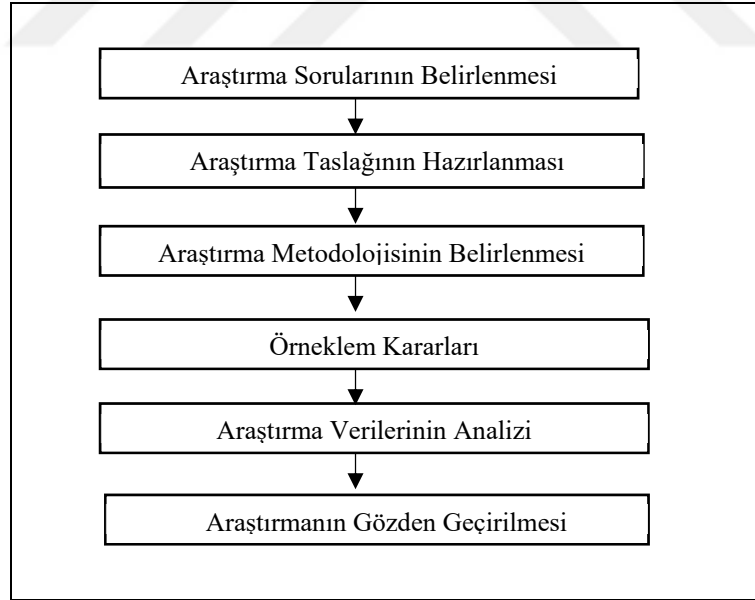 Araştırma Sorularının Belirlenmesi
Araştırma Taslağının Hazırlanması
Araştırma Metodolojisinin Belirlenmesi
Örneklem Kararları
Araştırma Verilerinin Analizi
Araştırmanın Gözden Geçirilmesi